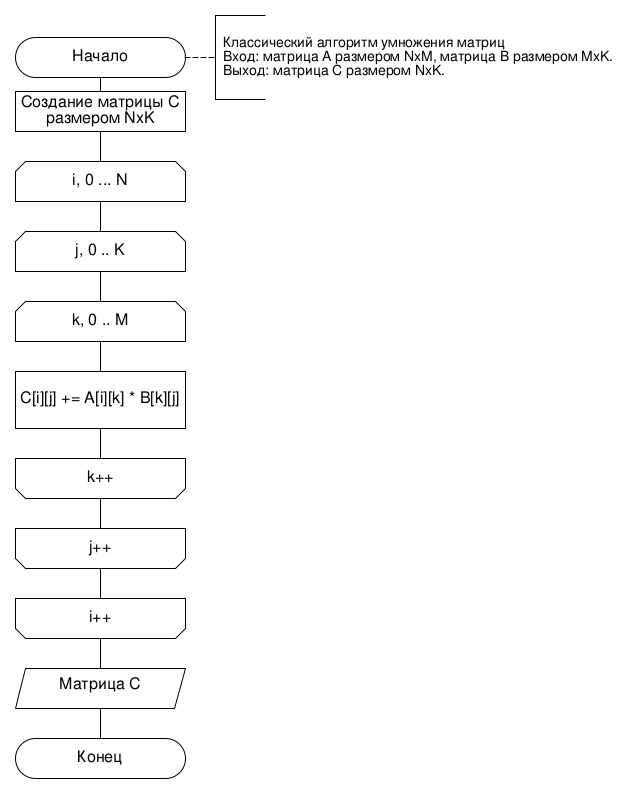 Начало
Классический алгоритм умножения матриц
Вход: матрица A размером NxM, матрица B размером MxK.
Выход: матрица C размером NxK.
Создание матрицы C
размером NxK
i, 0 ... N
j, 0 .. K
k, 0 .. M
C[i][j] += A[i][k] * B[k][j]
k++
j++
i++
Матрица C
Конец